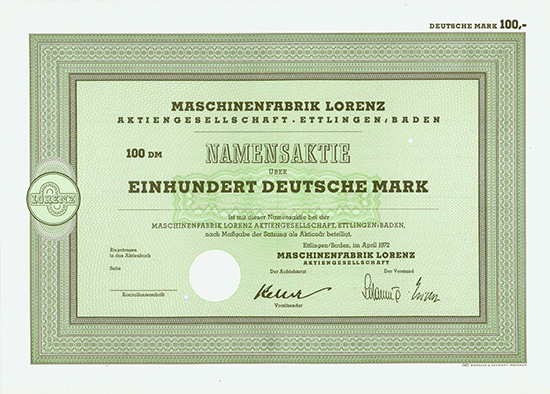 DEUTSCHE MARK 100,-
MASCHINENFABRIK LORENZ
AKTIENGESELLSCHAFT · ETTLINGEN/BADEN
100 DM NAMENSAKTIE
ÜBER
EINHUNDERT DEUTSCHE MARK
Ist mit dieser Namensaktie bei der
MASCHINENFABRIK LORENZ AKTIENGESELLSCHAFT, ETTLINGEN/BADEN,
nach Maßgabe der Satzung als Aktionär beteiligt.
Eingetragen
in das Aktienbuch
Seite
Kontrollunterschrift
Ettlingen/Baden, im April 1972
MASCHINENFABRIK LORENZ
AKTIENGESELLSCHAFT
Der Aufsichtsrat Der Vorstand
Vorsitzender
LORENZ